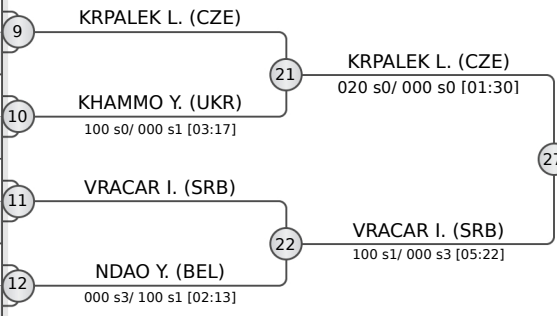 9
KRPALEK L. (CZE)
21
KRPALEK L. (CZE)
020 s0/ 000 s0 [01:30]
10
KHAMMO Y. (UKR)
100 s0/ 000 s1 [03:17]
27
11
VRACAR I. (SRB)
22
VRACAR I. (SRB)
100 s1/ 000 s3 [05:22]
12
NDAO Y. (BEL)
000 s3/ 100 s1 [02:13]